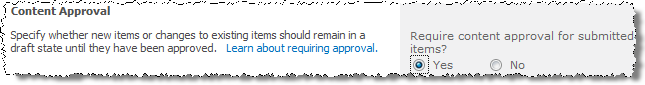 Content Approval
Specify whether new items or changes to existing items should remain in a
draft state until they have been approved. Learn about requiring approval.
Require content approval for submitted
items?
Yes No